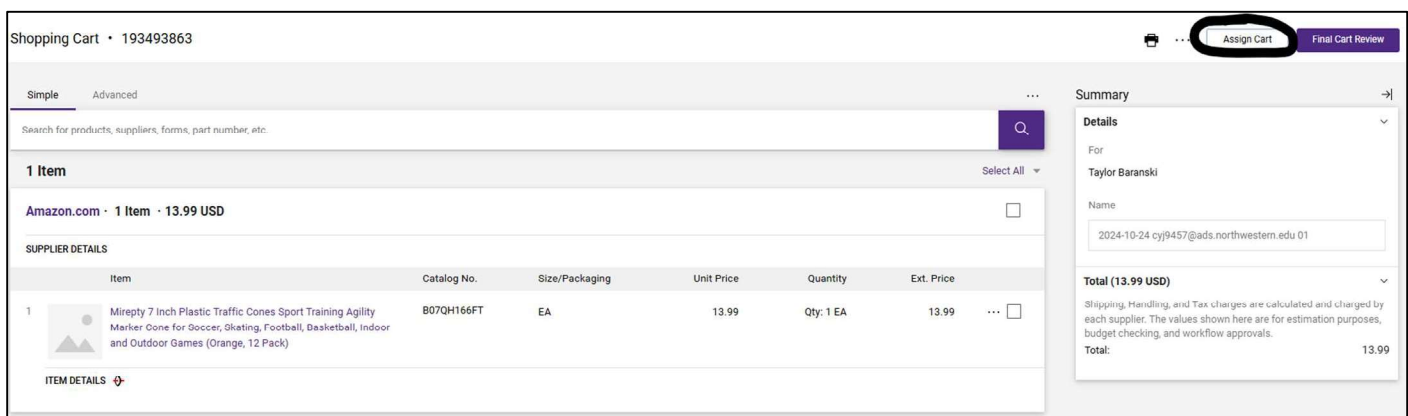 Shopping Cart • 193493863
...
Assign Cart
Final Cart Review
Simple
Advanced
...
Search for products, suppliers, forms, part number, etc.
1 Item
Select All
Amazon.com · 1 Item · 13.99 USD
SUPPLIER DETAILS
Item Catalog No. Size/Packaging Unit Price Quantity Ext. Price
1 Mirepty 7 Inch Plastic Traffic Cones Sport Training Agility B07QH166FT EA 13.99 Qty: 1 EA 13.99 ...
Marker Cone for Soccer, Skating, Football, Basketball, Indoor
and Outdoor Games (Orange, 12 Pack)
ITEM DETAILS
Summary
Details
For
Taylor Baranski
Name
2024-10-24 cyj9457@ads.northwestern.edu 01
Total (13.99 USD)
Shipping, Handling, and Tax charges are calculated and charged by
each supplier. The values shown here are for estimation purposes,
budget checking, and workflow approvals.
Total: 13.99